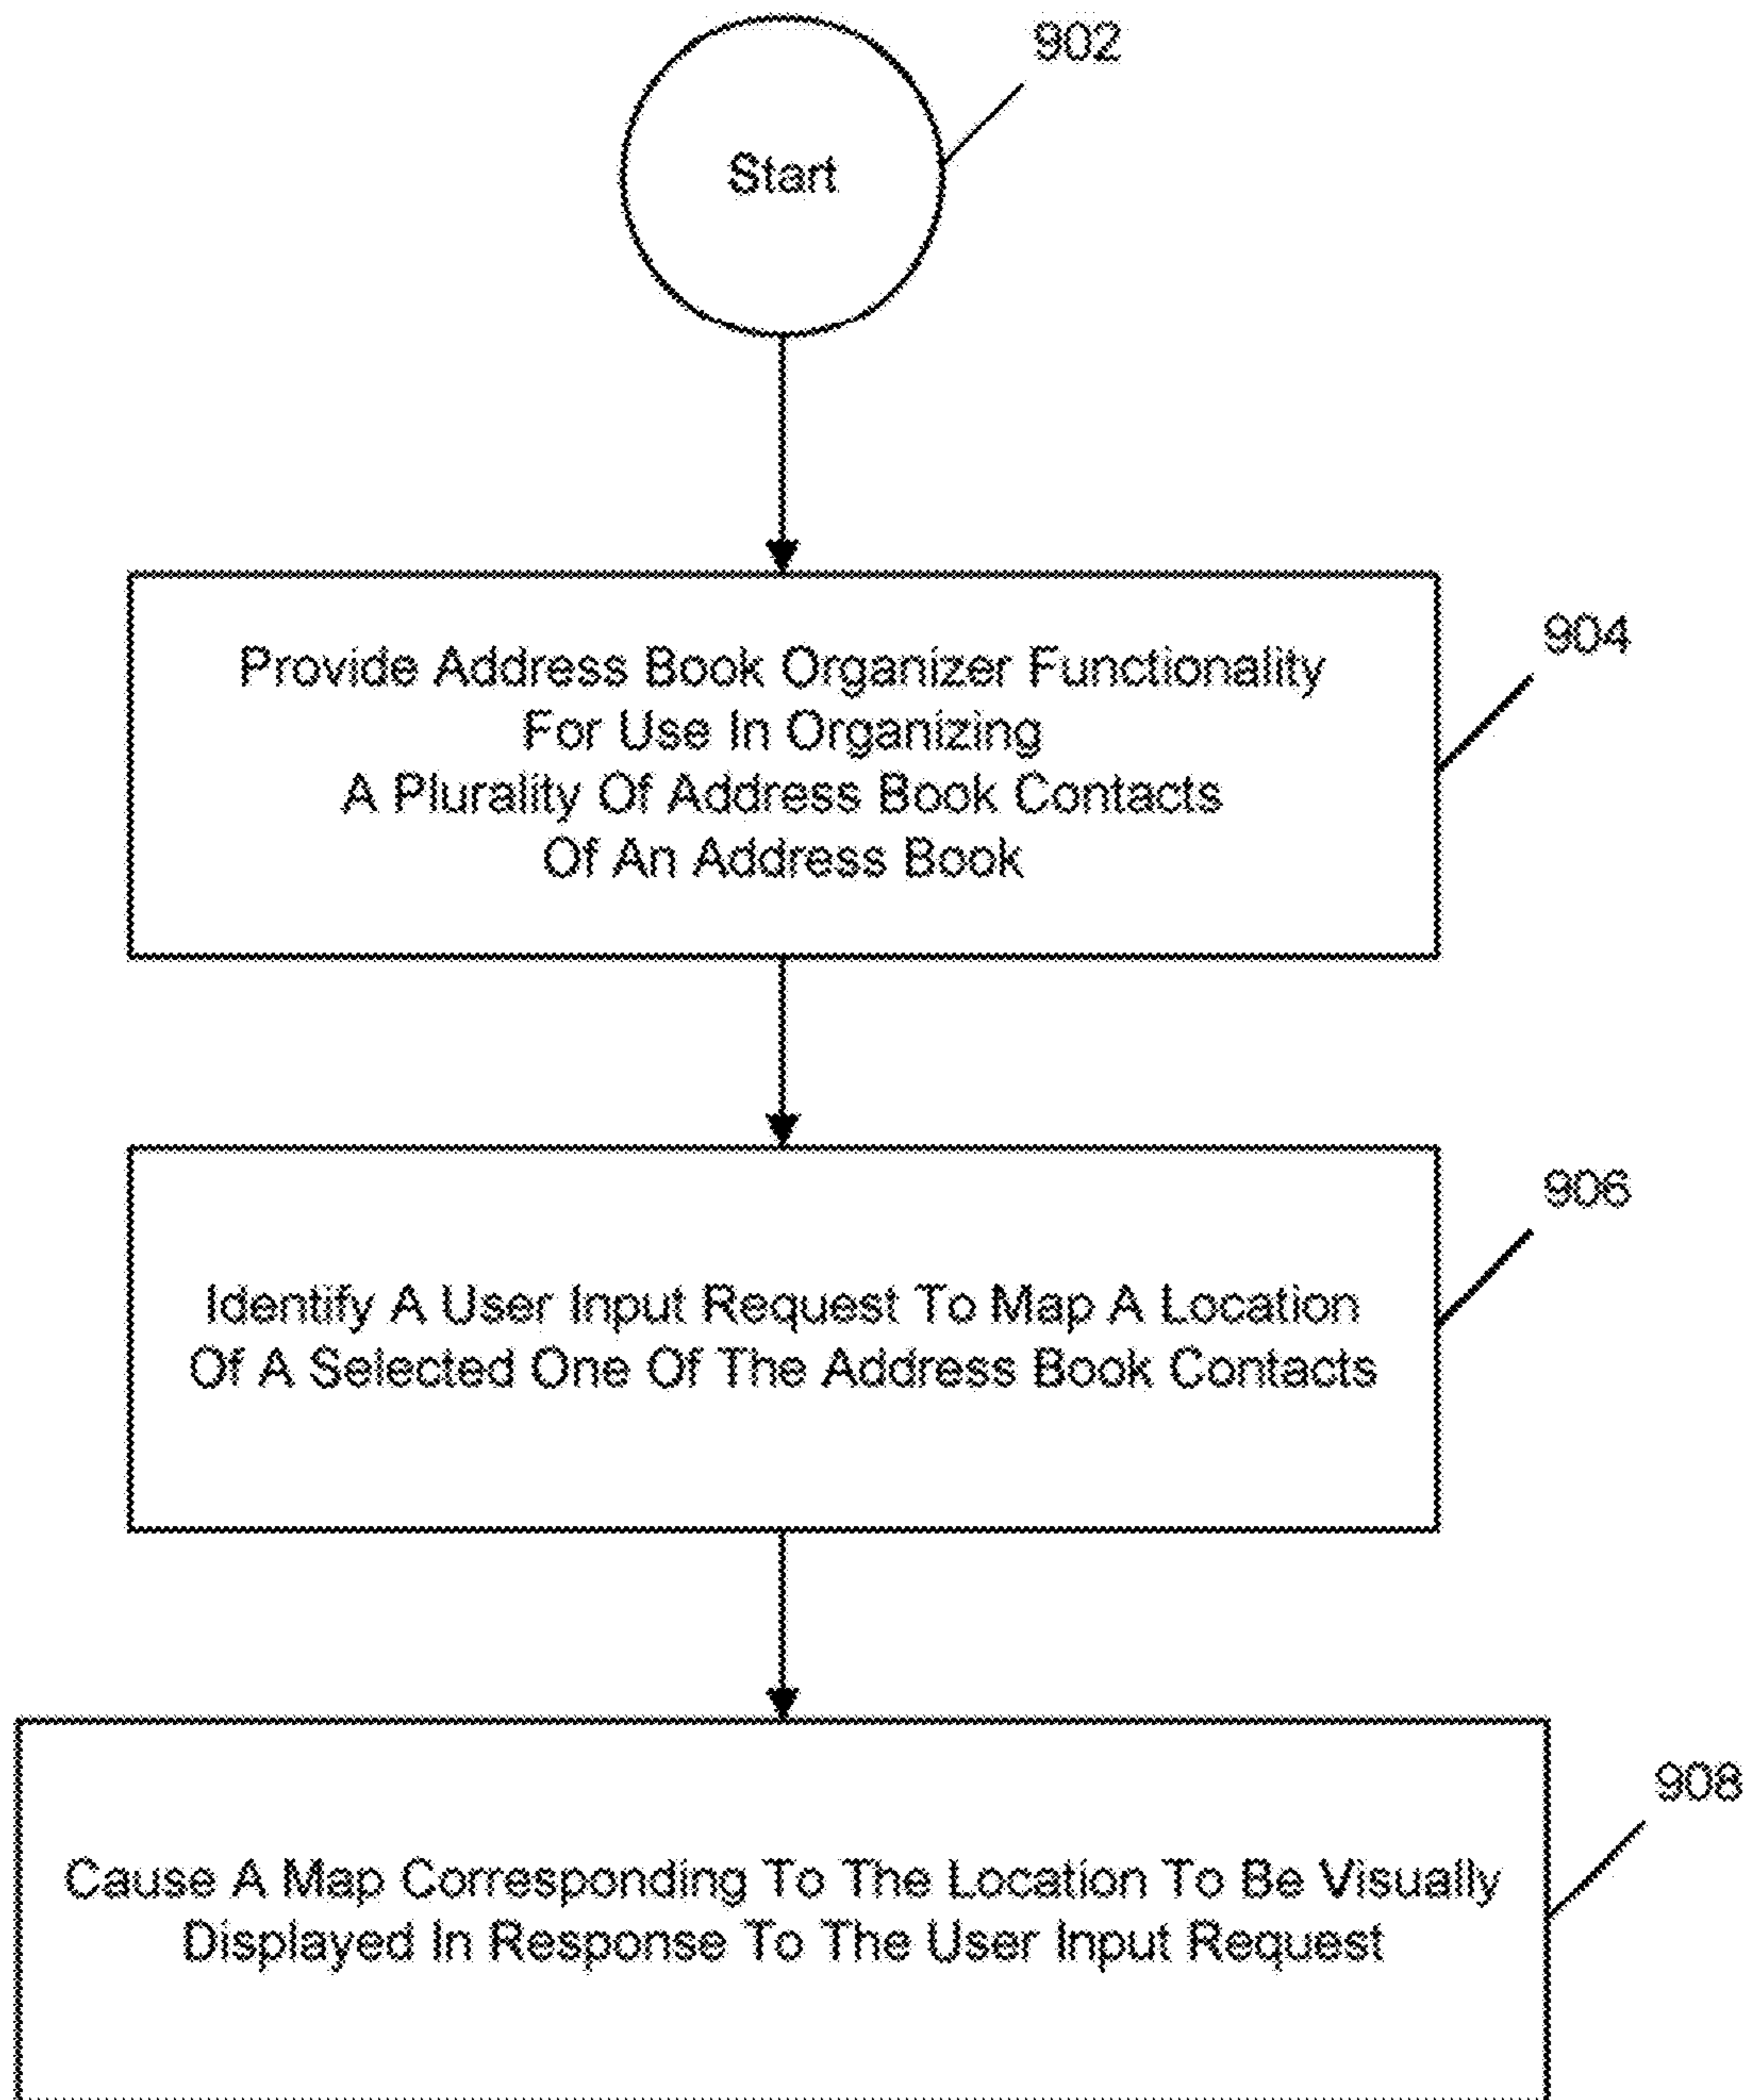 902
Start
904
Provide Address Book Organizer Functionality
For Use In Organizing
A Plurality Of Address Book Contacts
Of An Address Book
906
Identify A User Input Request To Map A Location
Of A Selected One Of The Address Book Contacts
908
Cause A Map Corresponding To The Location To Be Visually
Displayed In Response To The User Input Request